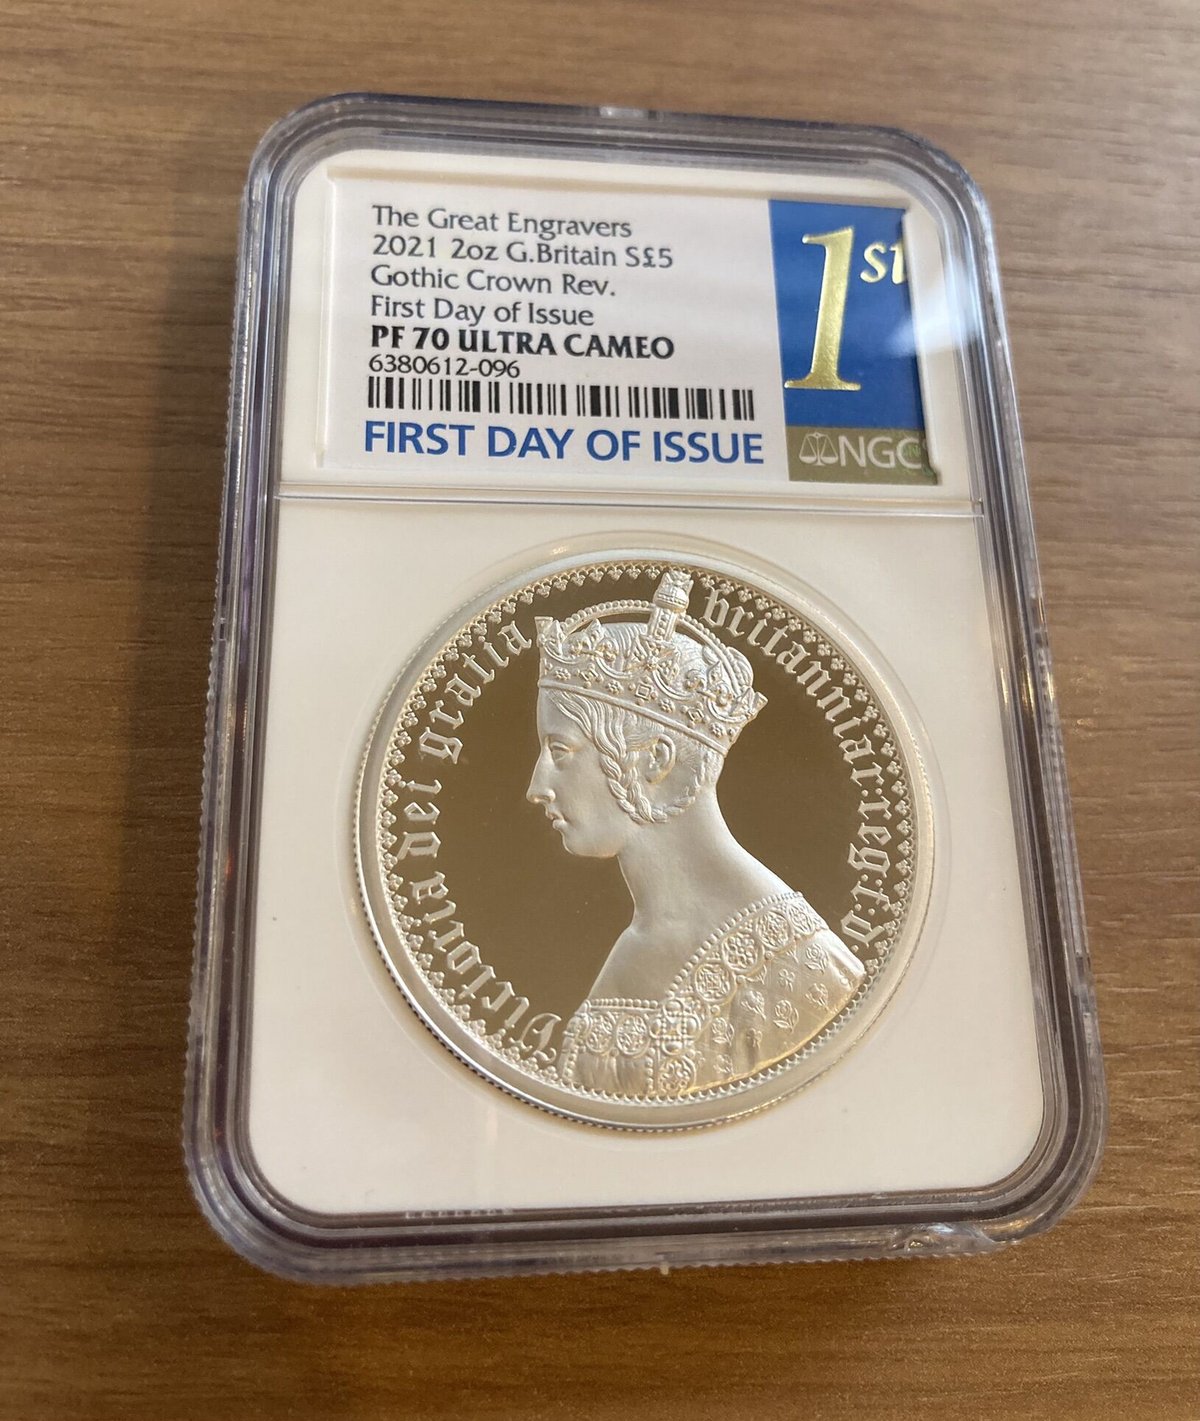 The Great Engravers
2021 2oz G.Britain S£5
Gothic Crown Rev.
First Day of Issue
PF 70 ULTRA CAMEO
6380612-096
FIRST DAY OF ISSUE
1st
NGC
Victoria dei gratia britanniar: reg: f: d.